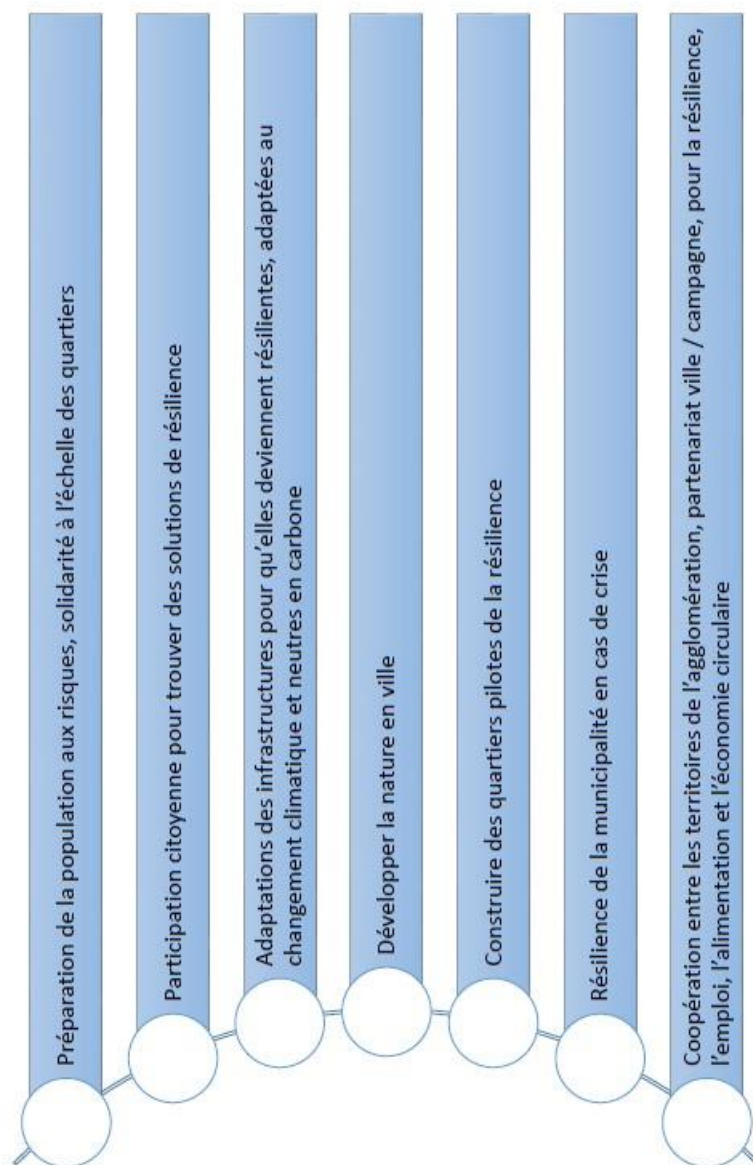 Préparation de la population aux risques, solidarité à l'échelle des quartiers
Participation citoyenne pour trouver des solutions de résilience
Adaptations des infrastructures pour qu'elles deviennent résilientes, adaptées au
changement climatique et neutres en carbone
Développer la nature en ville
Construire des quartiers pilotes de la résilience
Résilience de la municipalité en cas de crise
Coopération entre les territoires de l'agglomération, partenariat ville / campagne, pour la résilience,
l'emploi, l'alimentation et l'économie circulaire